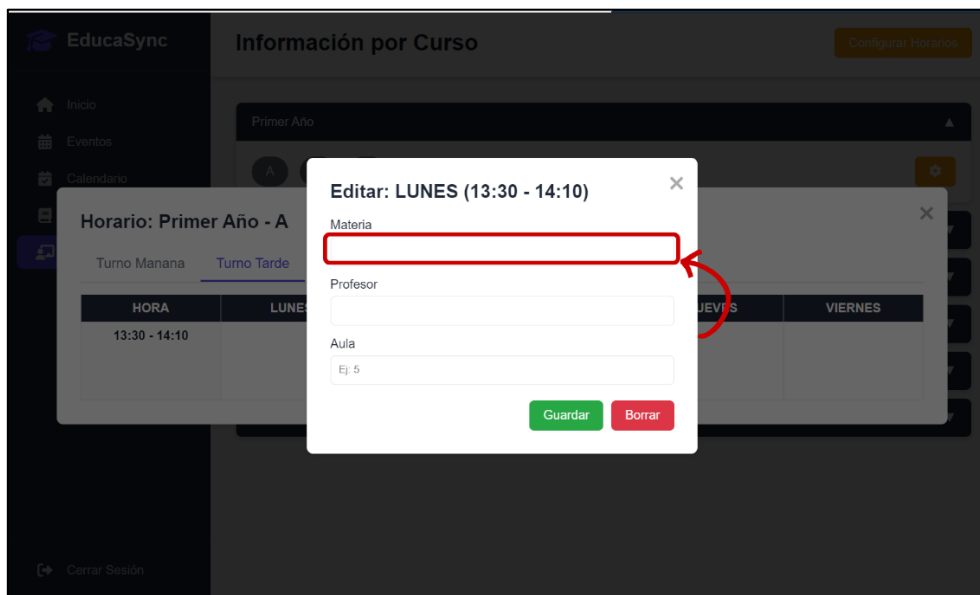 EducaSync
Información por Curso
Configurar Horarios
Inicio
Primer Año
Eventos
A
Calendario
Editar: LUNES (13:30 - 14:10)
Horario: Primer Año - A
Materia
Turno Manana
Turno Tarde
Profesor
HORA
VIERNES
13:30 - 14:10
Aula
Ej: 5
Guardar
Borrar
Cerrar Sesión